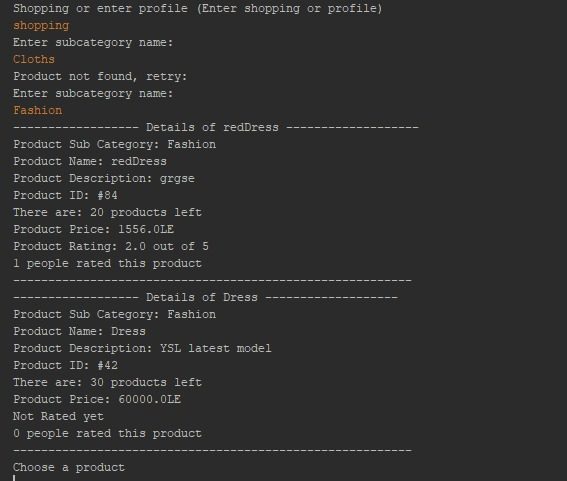 Shopping or enter profile (Enter shopping or profile)
shopping
Enter subcategory name:
Cloths
Product not found, retry:
Enter subcategory name:
Fashion
------------------ Details of redDress -------------------
Product Sub Category: Fashion
Product Name: redDress
Product Description: grgse
Product ID: #84
There are: 20 products left
Product Price: 1556.0LE
Product Rating: 2.0 out of 5
1 people rated this product
---------------------------------------------------------
------------------ Details of Dress -------------------
Product Sub Category: Fashion
Product Name: Dress
Product Description: YSL latest model
Product ID: #42
There are: 30 products left
Product Price: 60000.0LE
Not Rated yet
0 people rated this product
---------------------------------------------------------
Choose a product